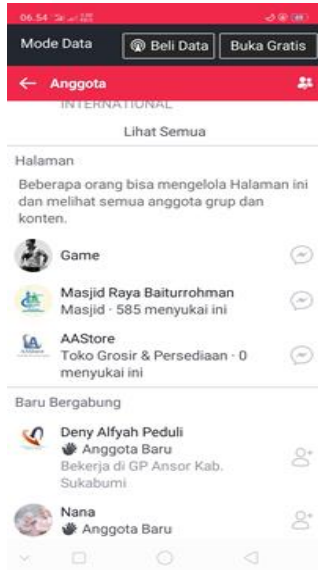 06.54
Mode Data
Beli Data
Buka Gratis
Anggota
INTERNATIONAL
Lihat Semua
Halaman
Beberapa orang bisa mengelola Halaman ini
dan melihat semua anggota grup dan
konten.
Game
Masjid Raya Baiturrohman
Masjid · 585 menyukai ini
AAStore
Toko Grosir & Persediaan · 0
menyukai ini
Baru Bergabung
Deny Alfyah Peduli
👋 Anggota Baru
Bekerja di GP Ansor Kab.
Sukabumi
Nana
👋 Anggota Baru